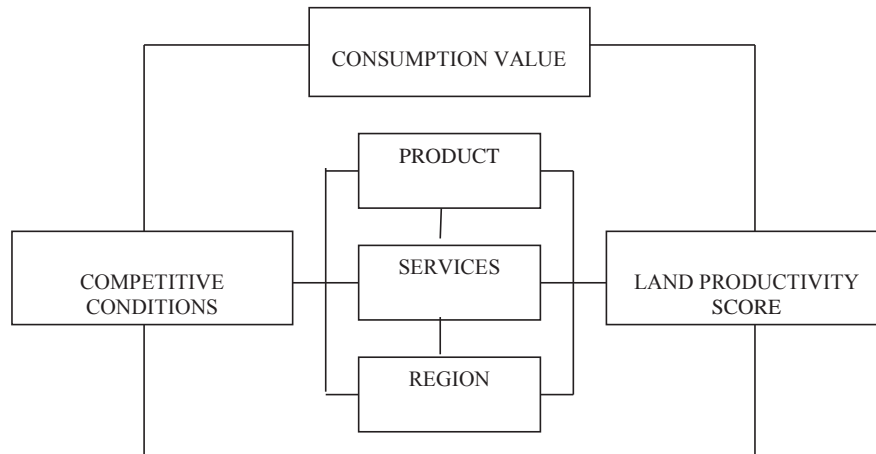 CONSUMPTION VALUE
PRODUCT
COMPETITIVE
CONDITIONS
SERVICES
LAND PRODUCTIVITY
SCORE
REGION